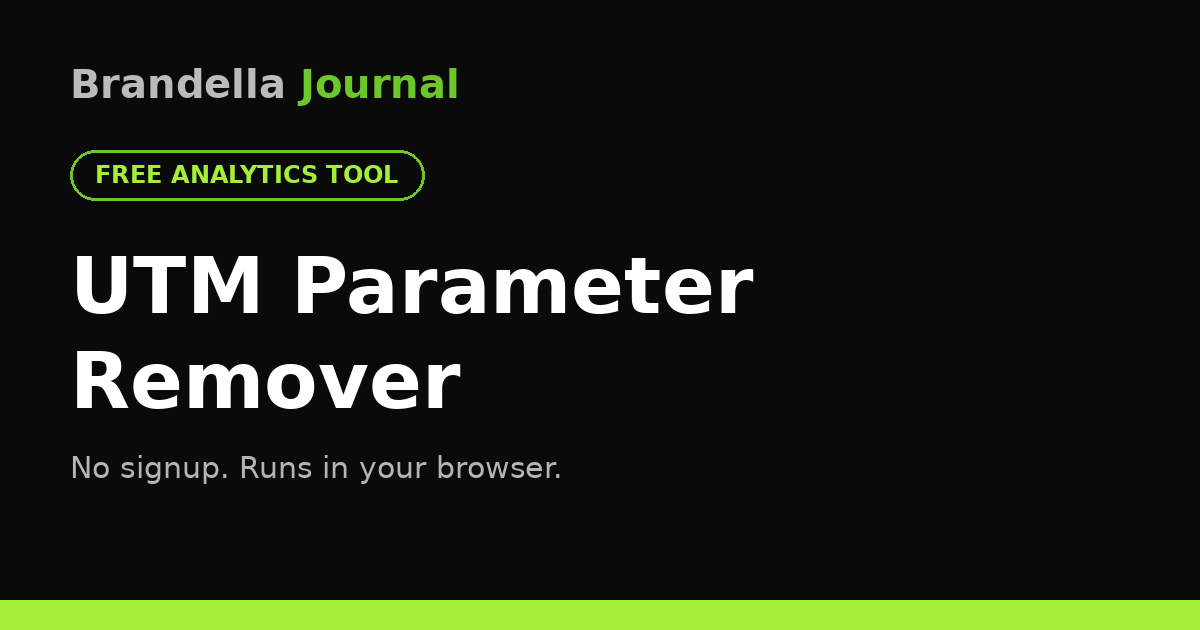 Brandella Journal
FREE ANALYTICS TOOL
UTM Parameter
Remover
No signup. Runs in your browser.